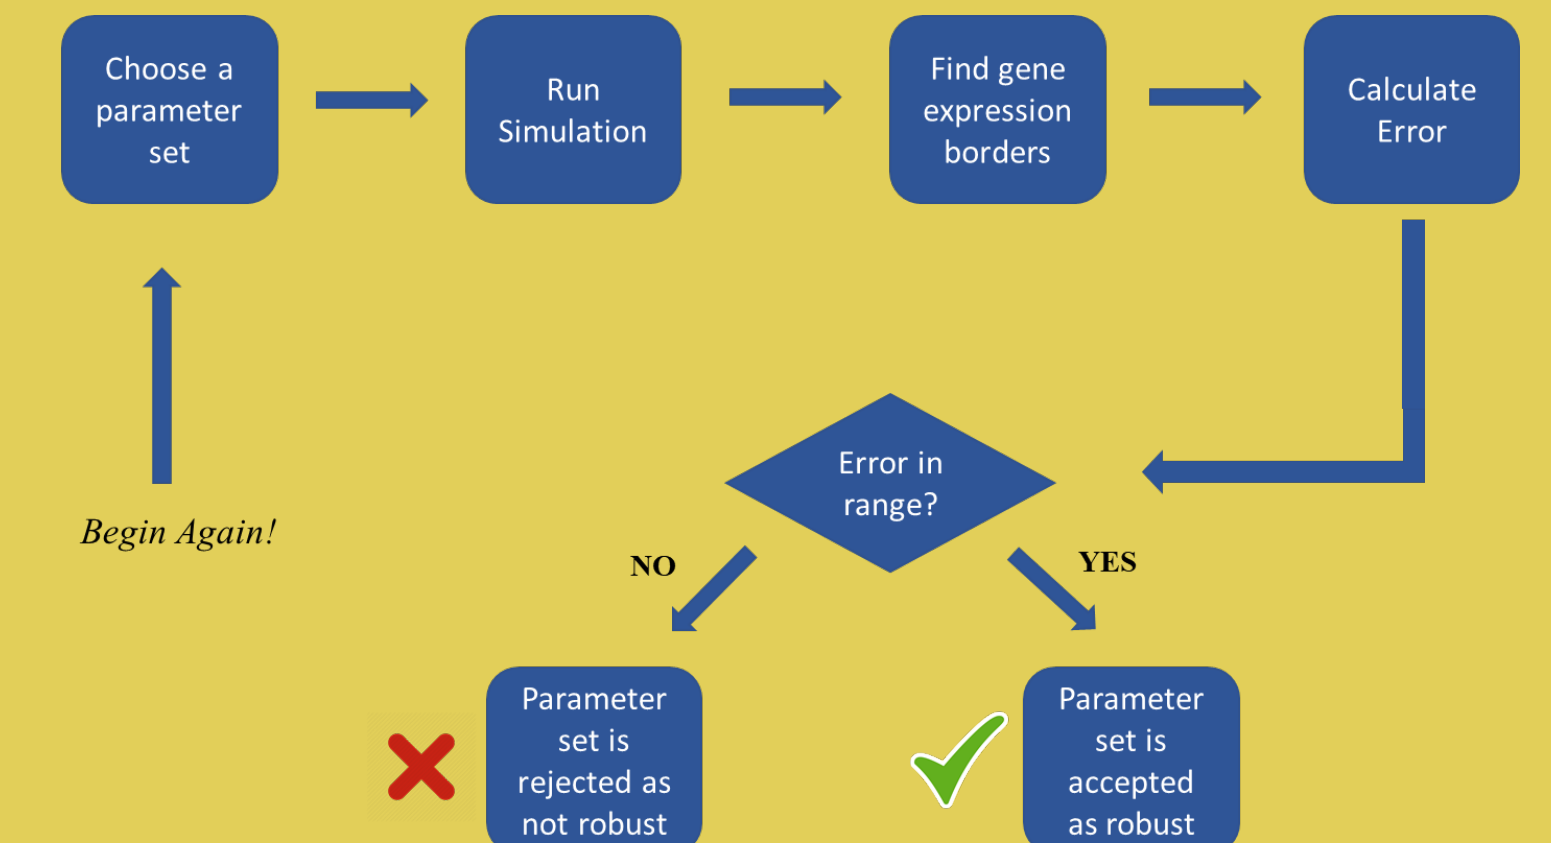 Choose a
parameter
set
Run
Simulation
Find gene
expression
borders
Calculate
Error
Error in
range?
Begin Again!
NO
YES
Parameter
set is
rejected as
not robust
Parameter
set is
accepted
as robust